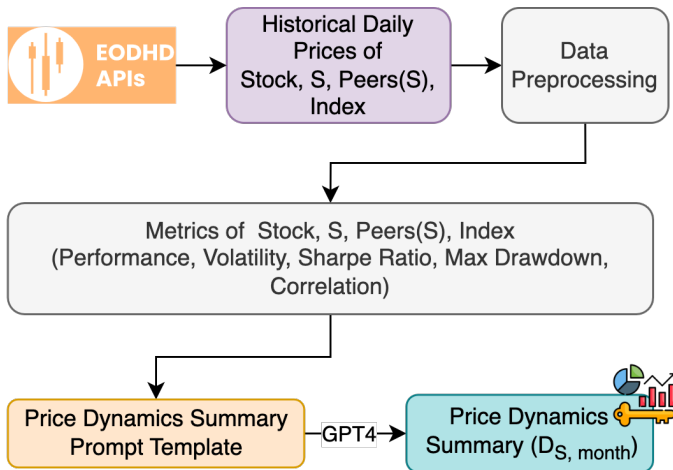 EODHD
APIs
Historical Daily
Prices of
Stock, S, Peers(S),
Index
Data
Preprocessing
Metrics of Stock, S, Peers(S), Index
(Performance, Volatility, Sharpe Ratio, Max Drawdown,
Correlation)
Price Dynamics Summary
Prompt Template
GPT4
Price Dynamics
Summary (D_{S, month})